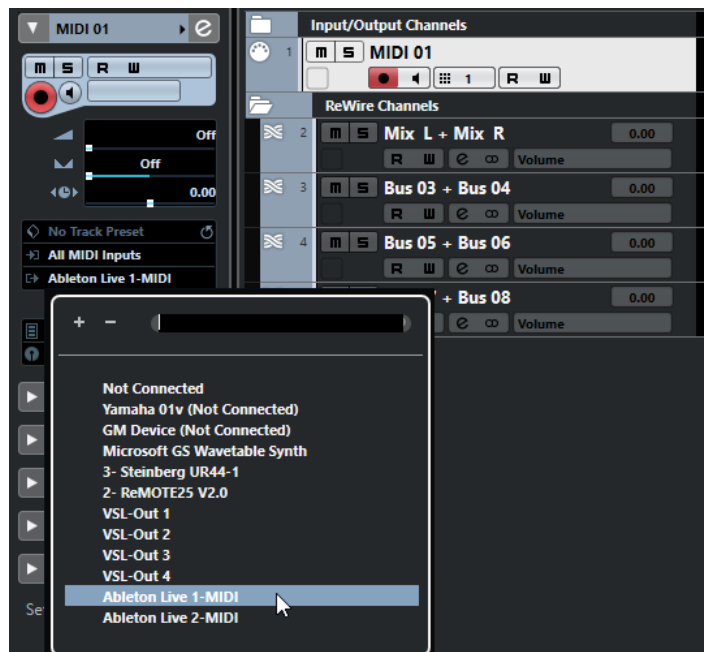 MIDI 01
Input/Output Channels
m S R W
1 m S MIDI 01
1 R W
ReWire Channels
Off
2 m S Mix L + Mix R 0.00
R W e Volume
Off
0.00
3 m S Bus 03 + Bus 04 0.00
R W e Volume
No Track Preset
All MIDI Inputs
4 m S Bus 05 + Bus 06 0.00
R W e Volume
Ableton Live 1-MIDI
+ Bus 08 0.00
e Volume
+ -
Not Connected
Yamaha 01v (Not Connected)
GM Device (Not Connected)
Microsoft GS Wavetable Synth
3- Steinberg UR44-1
2- ReMOTE25 V2.0
VSL-Out 1
VSL-Out 2
VSL-Out 3
VSL-Out 4
Ableton Live 1-MIDI
Ableton Live 2-MIDI